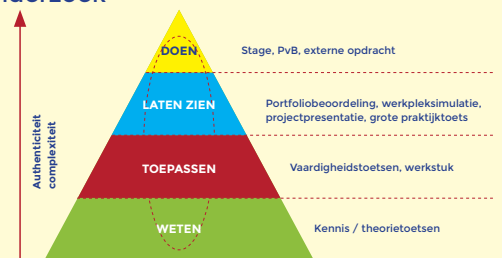 DOEN
Stage, PvB, externe opdracht
LATEN ZIEN
Portfoliobeoordeling, werkpleksimulatie,
projectpresentatie, grote praktijktoets
TOEPASSEN
Vaardigheidstoetsen, werkstuk
WETEN
Kennis / theorietoetsen
Authenticiteit
complexiteit